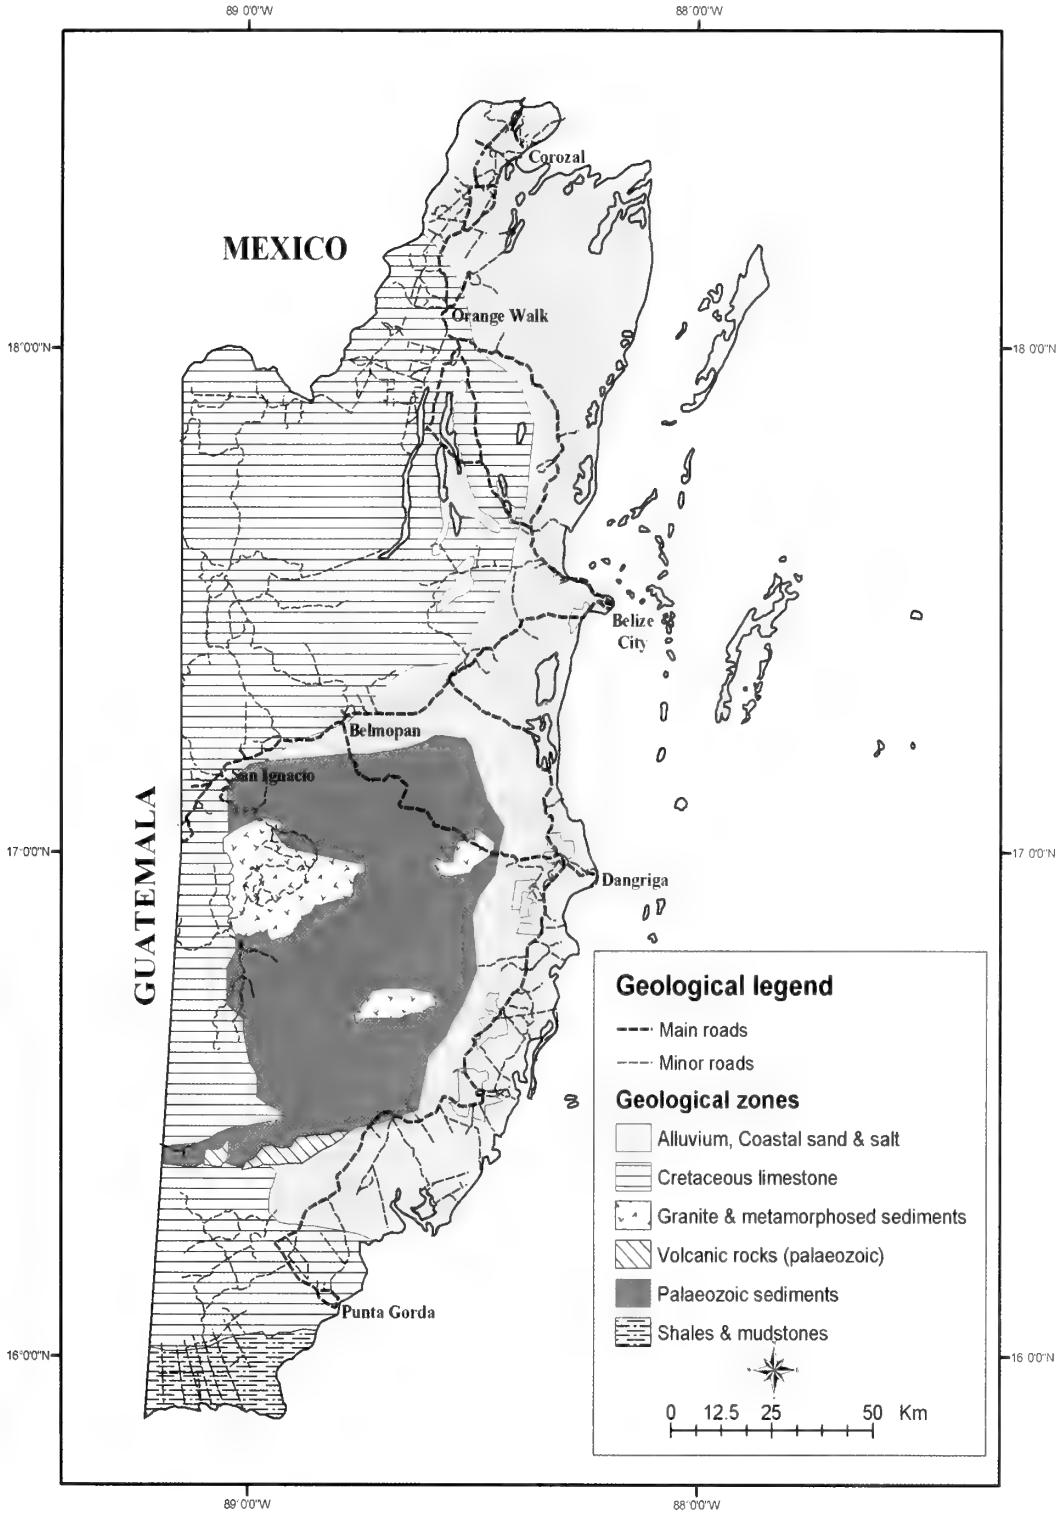 89 0'0"W
88°0'0"W
Corozal
MEXICO
Orange Walk
18°0'0"N
18 0'0"N
Belize
City
Belmopan
San Ignacio
GUATEMALA
17°0'0"N
17 0'0"N
Dangriga
Geological legend
Main roads
Minor roads
Geological zones
Alluvium, Coastal sand & salt
Cretaceous limestone
Granite & metamorphosed sediments
Volcanic rocks (palaeozoic)
Palaeozoic sediments
Punta Gorda
Shales & mudstones
16°0'0"N
16 0'0"N
0 12.5 25 50 Km
89°0'0"W
88°0'0"W